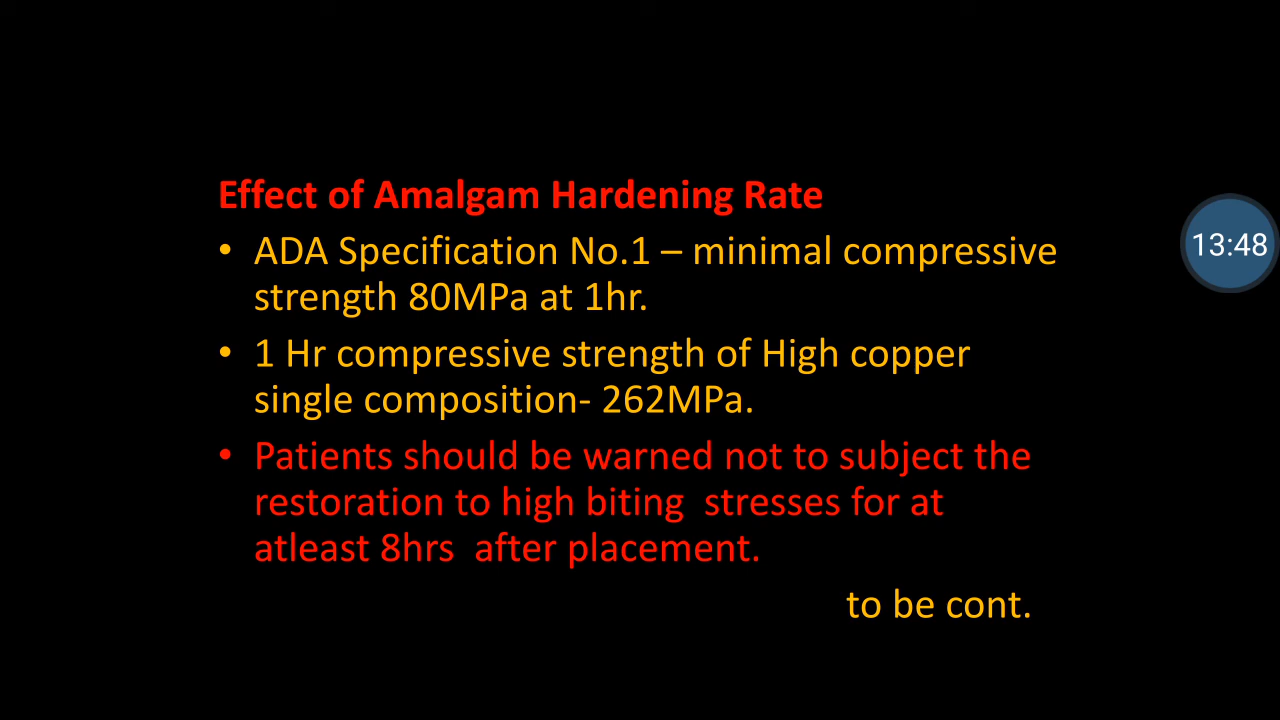 Effect of Amalgam Hardening Rate
• ADA Specification No.1 – minimal compressive
strength 80MPa at 1hr.
• 1 Hr compressive strength of High copper
single composition- 262MPa.
• Patients should be warned not to subject the
restoration to high biting  stresses for at
atleast 8hrs  after placement.
to be cont.
13:48